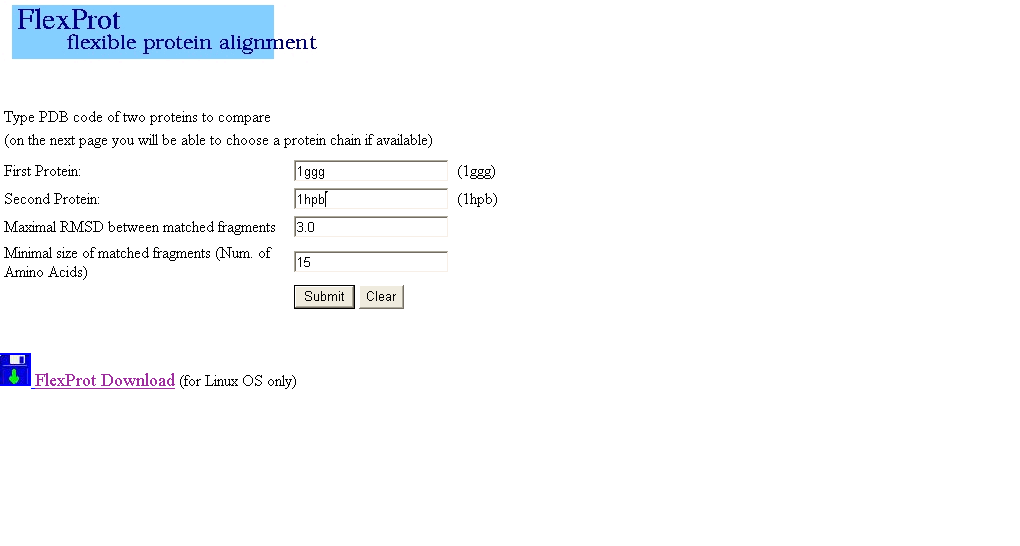 FlexProt
flexible protein alignment
Type PDB code of two proteins to compare
(on the next page you will be able to choose a protein chain if available)
First Protein: 1ggg (1ggg)
Second Protein: 1hpb (1hpb)
Maximal RMSD between matched fragments 3.0
Minimal size of matched fragments (Num. of
Amino Acids) 15
Submit Clear
FlexProt Download (for Linux OS only)